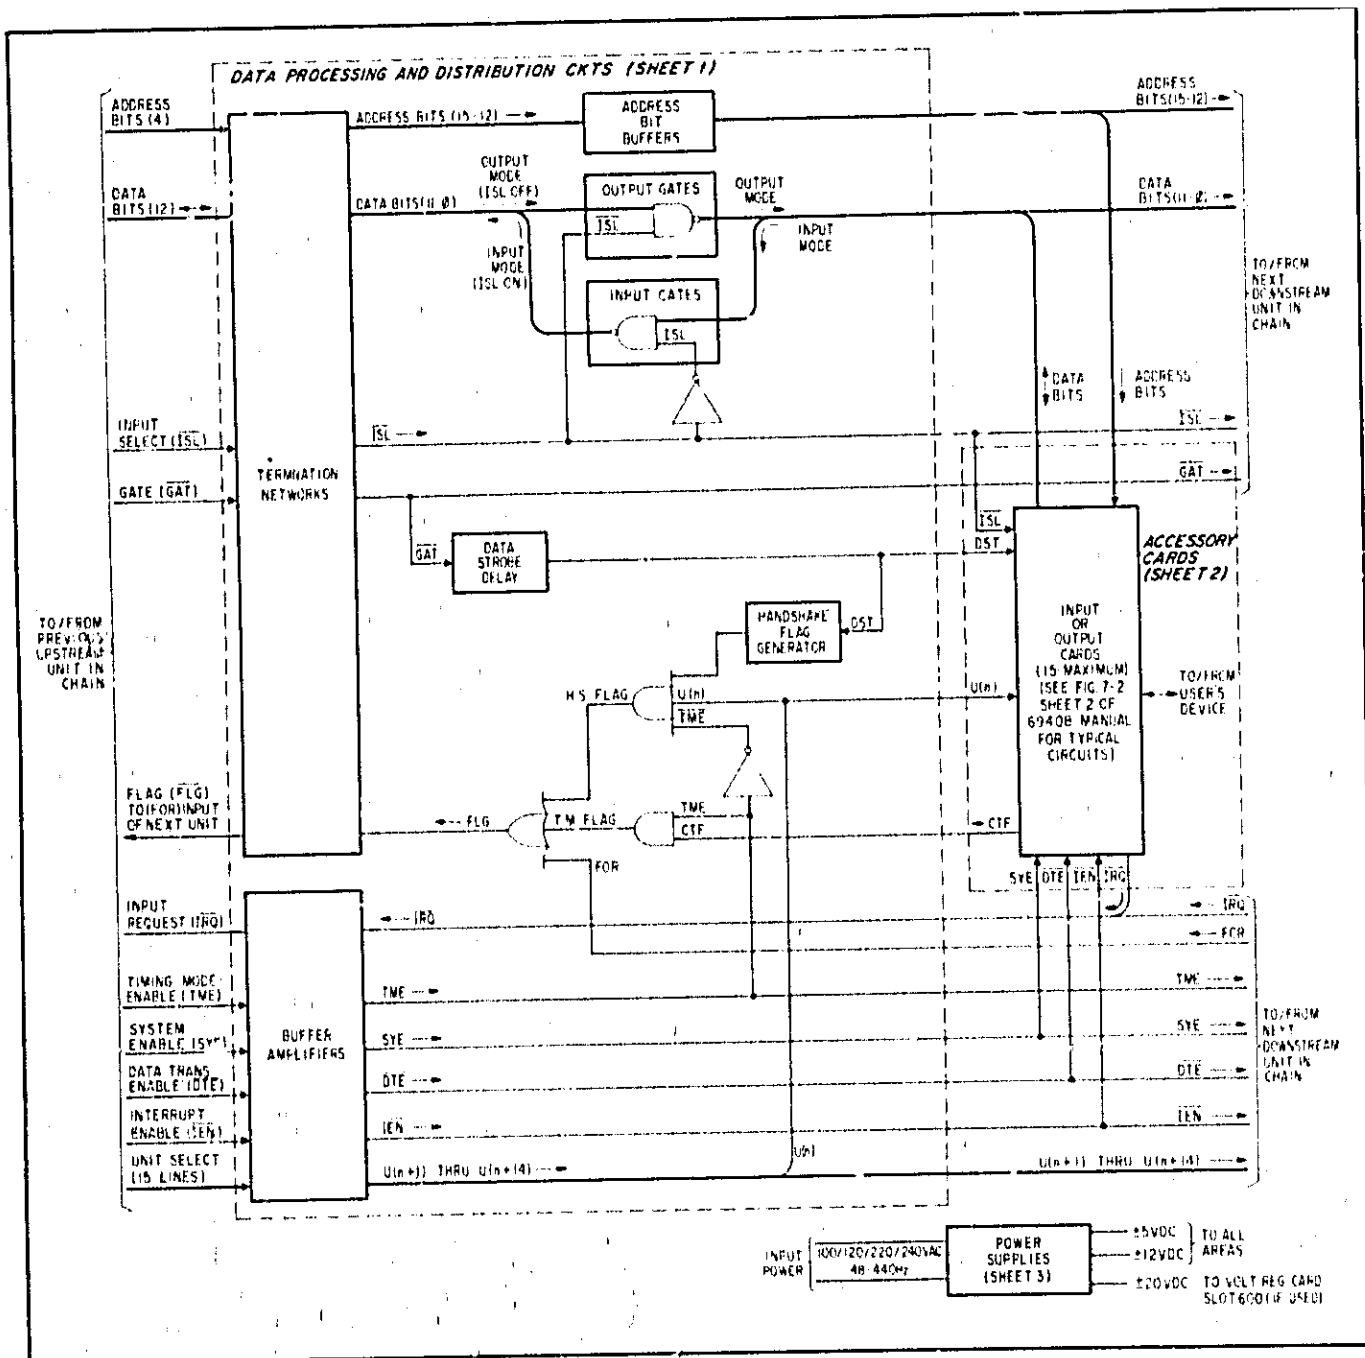 DATA PROCESSING AND DISTRIBUTION CKTS (SHEET 1)
ADDRESS
BITS (4)
ADDRESS BITS (15-12)
ADDRESS
BIT
BUFFERS
ADDRESS
BITS(15-12)
DATA
BITS(12)
DATA BITS(11-0)
OUTPUT
MODE
(ISL OFF)
OUTPUT GATES
ISL
OUTPUT
MODE
INPUT
MODE
DATA
BITS(11-0)
INPUT
MODE
(ISL ON)
INPUT GATES
ISL
TO/FROM
NEXT
DOWNSTREAM
UNIT IN
CHAIN
DATA
BITS
ADDRESS
BITS
INPUT
SELECT (ISL)
ISL
ISL
TERMINATION
NETWORKS
GATE (GAT)
GAT
GAT
DATA
STROBE
DELAY
ISL
DST
ACCESSORY
CARDS
(SHEET 2)
HANDSHAKE
FLAG
GENERATOR
DST
INPUT
OR
OUTPUT
CARDS
(15 MAXIMUM)
(SEE FIG. 7-2
SHEET 2 OF
6940B MANUAL
FOR TYPICAL
CIRCUITS)
TO/FROM
PREVIOUS
UPSTREAM
UNIT IN
CHAIN
H.S. FLAG
U(n)
TME
U(n)
TO/FROM
USER'S
DEVICE
FLAG (FLG)
TO(FOR)INPUT
OF NEXT UNIT
FLG
T.M FLAG
TME
CTF
CTF
FOR
SYE
DTE
IEN
IRQ
INPUT
REQUEST (IRQ)
IRQ
IRQ
FOR
TIMING MODE
ENABLE (TME)
TME
TME
SYSTEM
ENABLE (SYE)
BUFFER
AMPLIFIERS
SYE
SYE
DATA TRANS
ENABLE (DTE)
DTE
DTE
TO/FROM
NEXT
DOWNSTREAM
UNIT IN
CHAIN
INTERRUPT
ENABLE (IEN)
IEN
IEN
UNIT SELECT
(15 LINES)
U(n+1) THRU U(n+14)
U(n)
U(n+1) THRU U(n+14)
INPUT
POWER
100/120/220/240VAC
48-440Hz
POWER
SUPPLIES
(SHEET 3)
±5VDC
±12VDC
TO ALL
AREAS
±20VDC
TO VOLT REG CARD
SLOT 600 (IF USED)